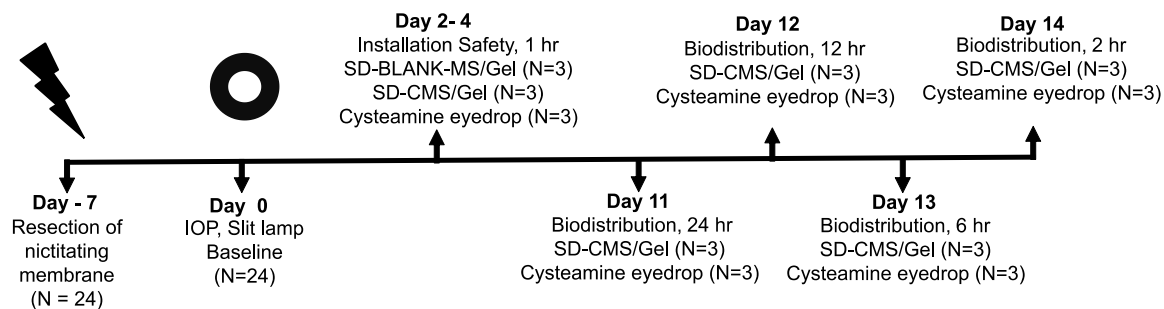 Day - 7
Resection of
nictitating
membrane
(N = 24)
Day 0
IOP, Slit lamp
Baseline
(N=24)
Day 2- 4
Installation Safety, 1 hr
SD-BLANK-MS/Gel (N=3)
SD-CMS/Gel (N=3)
Cysteamine eyedrop (N=3)
Day 11
Biodistribution, 24 hr
SD-CMS/Gel (N=3)
Cysteamine eyedrop (N=3)
Day 12
Biodistribution, 12 hr
SD-CMS/Gel (N=3)
Cysteamine eyedrop (N=3)
Day 13
Biodistribution, 6 hr
SD-CMS/Gel (N=3)
Cysteamine eyedrop (N=3)
Day 14
Biodistribution, 2 hr
SD-CMS/Gel (N=3)
Cysteamine eyedrop (N=3)